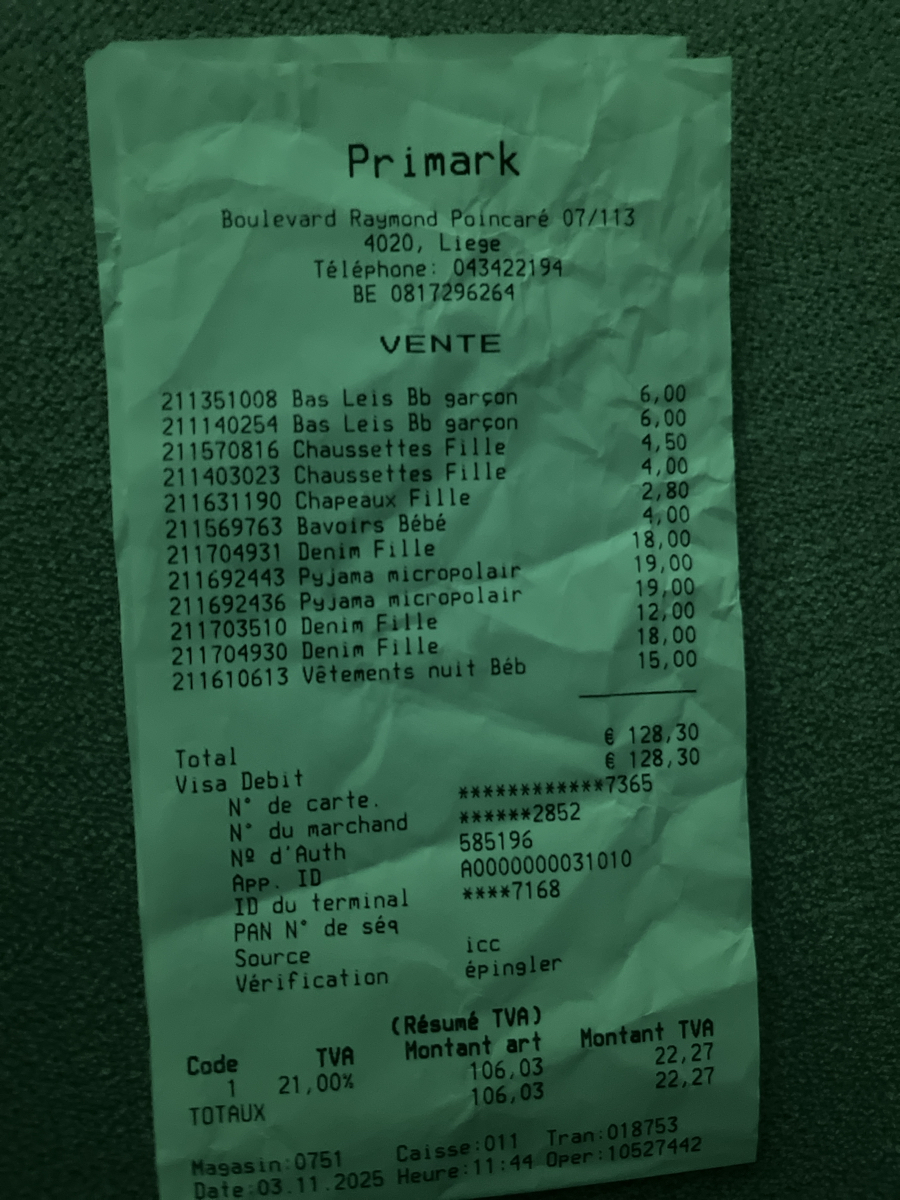 Primark
Boulevard Raymond Poincaré 07/113
4020, Liege
Téléphone: 043422194
BE 0817296264
VENTE
211351008 Bas Leis Bb garçon 6,00
211140254 Bas Leis Bb garçon 6,00
211570816 Chaussettes Fille 4,50
211403023 Chaussettes Fille 4,00
211631190 Chapeaux Fille 2,80
211569763 Bavoirs Bébé 4,00
211704931 Denim Fille 18,00
211692443 Pyjama micropolair 19,00
211692436 Pyjama micropolair 19,00
211703510 Denim Fille 12,00
211704930 Denim Fille 18,00
211610613 Vêtements nuit Béb 15,00
Total € 128,30
Visa Debit € 128,30
N° de carte. ************7365
N° du marchand ******2852
Nº d'Auth 585196
App. ID A0000000031010
ID du terminal ****7168
PAN N° de séq
Source icc
Vérification épingler
(Résumé TVA)
Code TVA Montant art Montant TVA
1 21,00% 106,03 22,27
TOTAUX 106,03 22,27
Magasin:0751 Caisse:011 Tran:018753
Date:03.11.2025 Heure:11:44 Oper:10527442